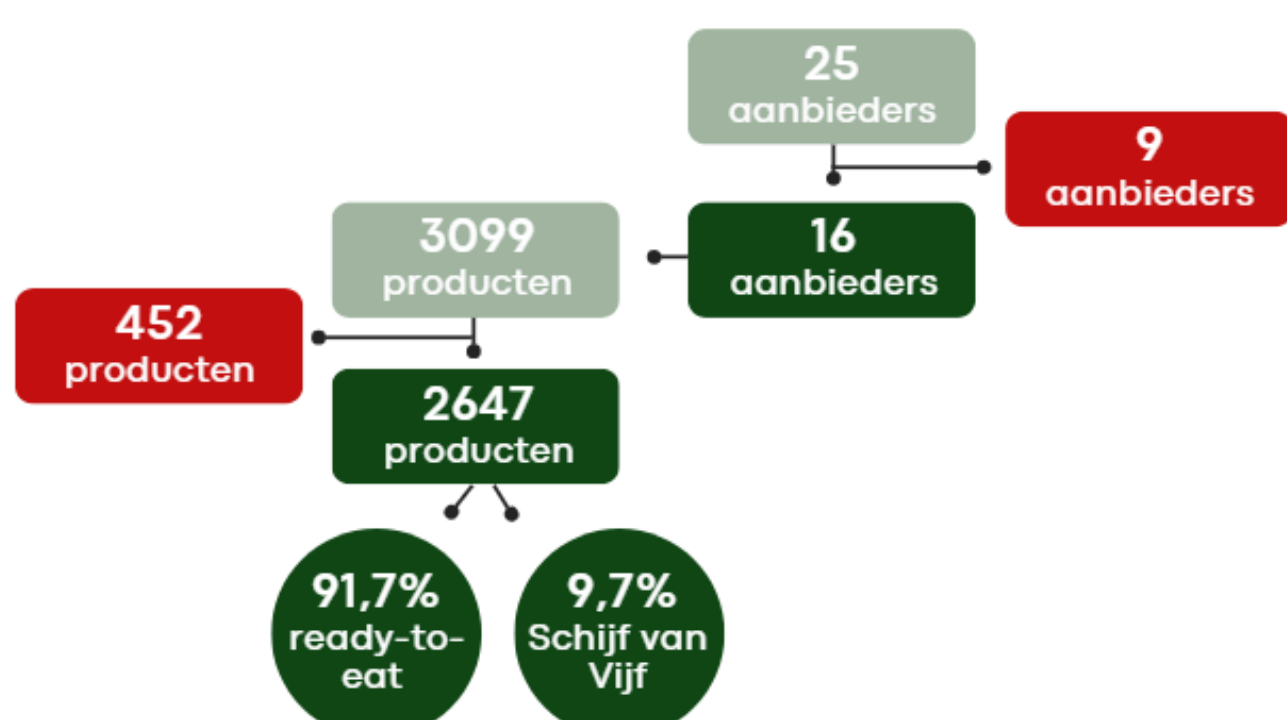 25
aanbieders
9
aanbieders
16
aanbieders
3099
producten
452
producten
2647
producten
91,7%
ready-to-
eat
9,7%
Schijf van
Vijf